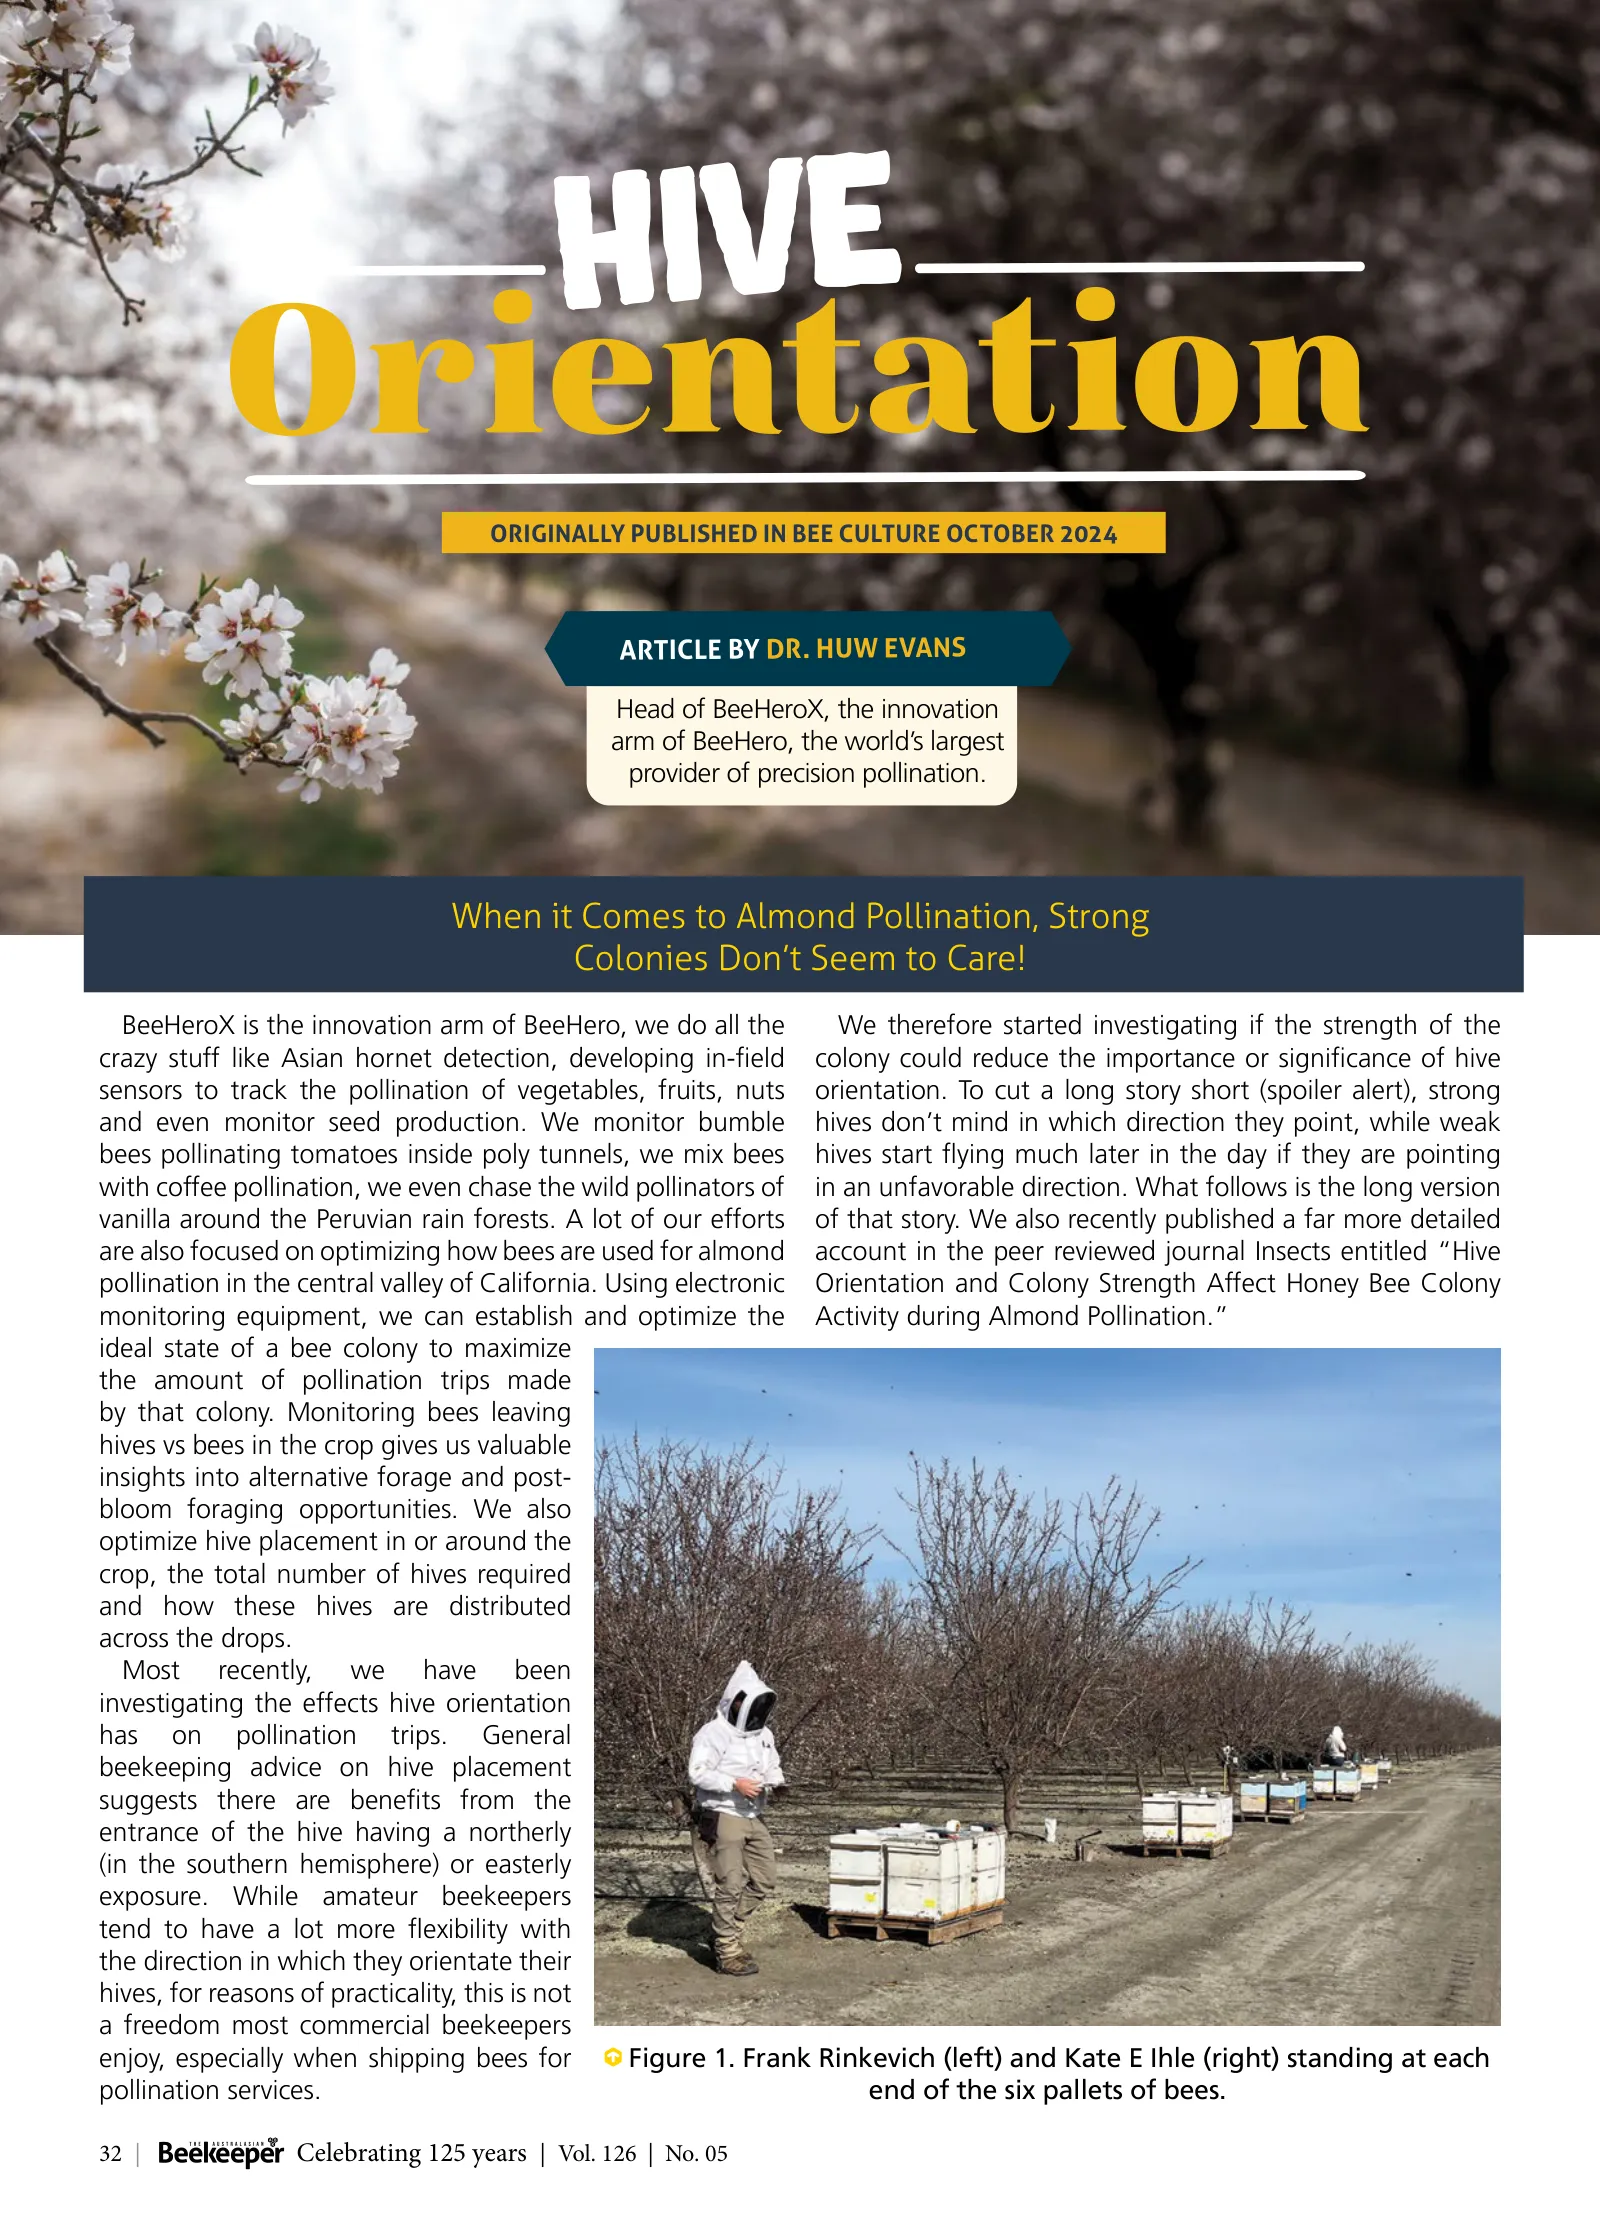 HIVE
Orientation
ORIGINALLY PUBLISHED IN BEE CULTURE OCTOBER 2024
ARTICLE BY DR. HUW EVANS
Head of BeeHeroX, the innovation
arm of BeeHero, the world’s largest
provider of precision pollination.
When it Comes to Almond Pollination, Strong
Colonies Don’t Seem to Care!
BeeHeroX is the innovation arm of BeeHero, we do all the
crazy stuff like Asian hornet detection, developing in-field
sensors to track the pollination of vegetables, fruits, nuts
and even monitor seed production. We monitor bumble
bees pollinating tomatoes inside poly tunnels, we mix bees
with coffee pollination, we even chase the wild pollinators of
vanilla around the Peruvian rain forests. A lot of our efforts
are also focused on optimizing how bees are used for almond
pollination in the central valley of California. Using electronic
monitoring equipment, we can establish and optimize the
ideal state of a bee colony to maximize
the amount of pollination trips made
by that colony. Monitoring bees leaving
hives vs bees in the crop gives us valuable
insights into alternative forage and post-
bloom foraging opportunities. We also
optimize hive placement in or around the
crop, the total number of hives required
and how these hives are distributed
across the drops.
Most recently, we have been
investigating the effects hive orientation
has on pollination trips. General
beekeeping advice on hive placement
suggests there are benefits from the
entrance of the hive having a northerly
(in the southern hemisphere) or easterly
exposure. While amateur beekeepers
tend to have a lot more flexibility with
the direction in which they orientate their
hives, for reasons of practicality, this is not
a freedom most commercial beekeepers
enjoy, especially when shipping bees for
pollination services.
We therefore started investigating if the strength of the
colony could reduce the importance or significance of hive
orientation. To cut a long story short (spoiler alert), strong
hives don’t mind in which direction they point, while weak
hives start flying much later in the day if they are pointing
in an unfavorable direction. What follows is the long version
of that story. We also recently published a far more detailed
account in the peer reviewed journal Insects entitled “Hive
Orientation and Colony Strength Affect Honey Bee Colony
Activity during Almond Pollination.”
Figure 1. Frank Rinkevich (left) and Kate E Ihle (right) standing at each
end of the six pallets of bees.
32 | THE AUSTRALASIAN Beekeeper Celebrating 125 years | Vol. 126 | No. 05